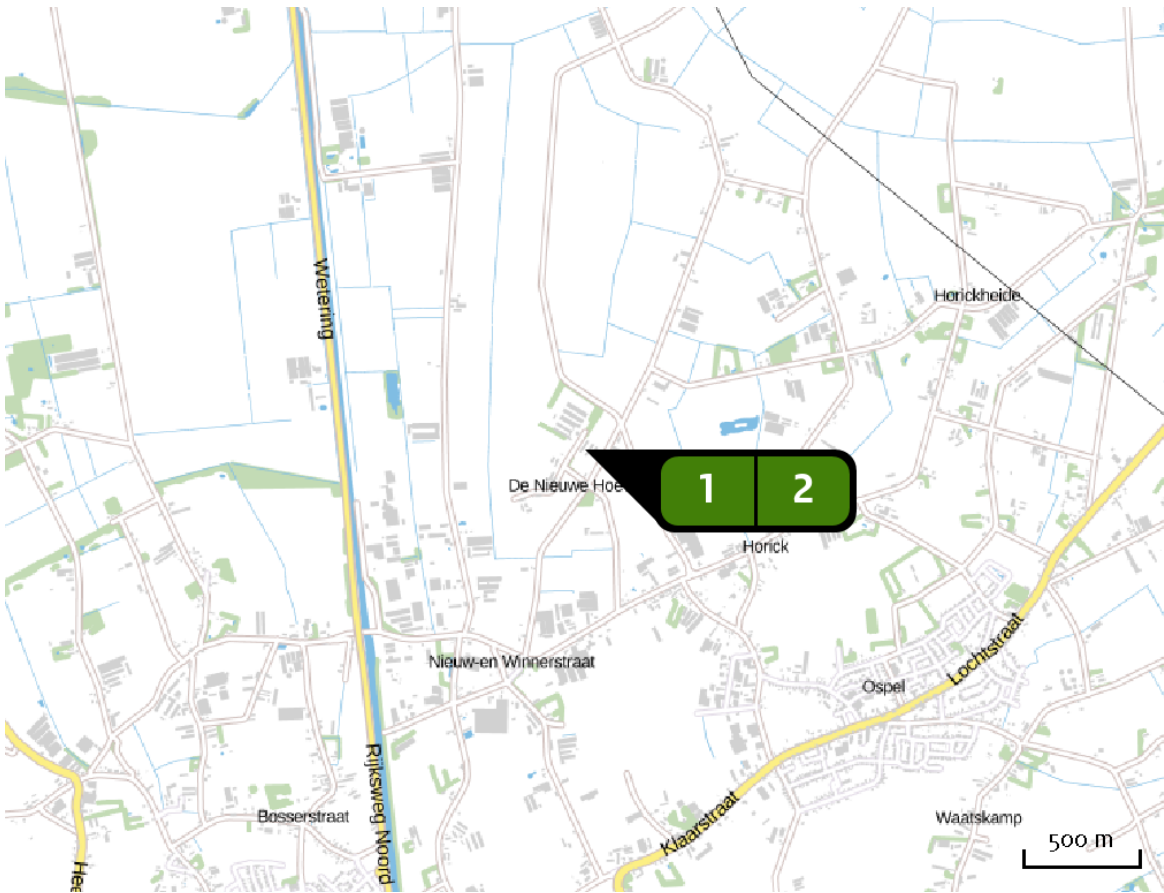 Wetering
Horickheide
1 2
De Nieuwe Hoe
Horick
Nieuw-en Winnerstraat
Ospel
Lochtstraat
Rijksweg Noord
Klaarstraat
Bosserstraat
Waatskamp
500 m
Hee